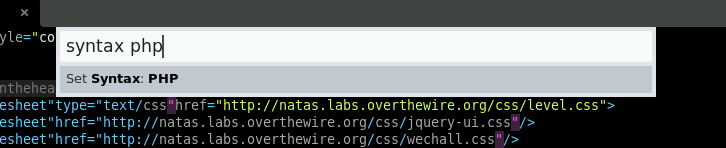 ×
yle="co
syntax php
Set Syntax: PHP
nthehea
esheet"type="text/css"href="http://natas.labs.overthewire.org/css/level.css">
esheet"href="http://natas.labs.overthewire.org/css/jquery-ui.css"/>
esheet"href="http://natas.labs.overthewire.org/css/wechall.css"/>